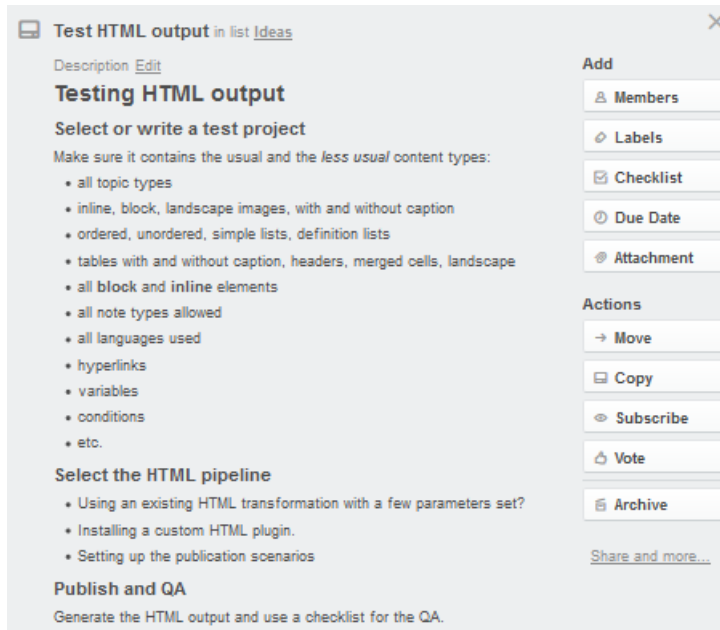 Test HTML output in list Ideas
Description Edit
Testing HTML output
Select or write a test project
Make sure it contains the usual and the less usual content types:
• all topic types
• inline, block, landscape images, with and without caption
• ordered, unordered, simple lists, definition lists
• tables with and without caption, headers, merged cells, landscape
• all block and inline elements
• all note types allowed
• all languages used
• hyperlinks
• variables
• conditions
• etc.
Select the HTML pipeline
• Using an existing HTML transformation with a few parameters set?
• Installing a custom HTML plugin.
• Setting up the publication scenarios
Publish and QA
Generate the HTML output and use a checklist for the QA.
Add
Members
Labels
Checklist
Due Date
Attachment
Actions
Move
Copy
Subscribe
Vote
Archive
Share and more...